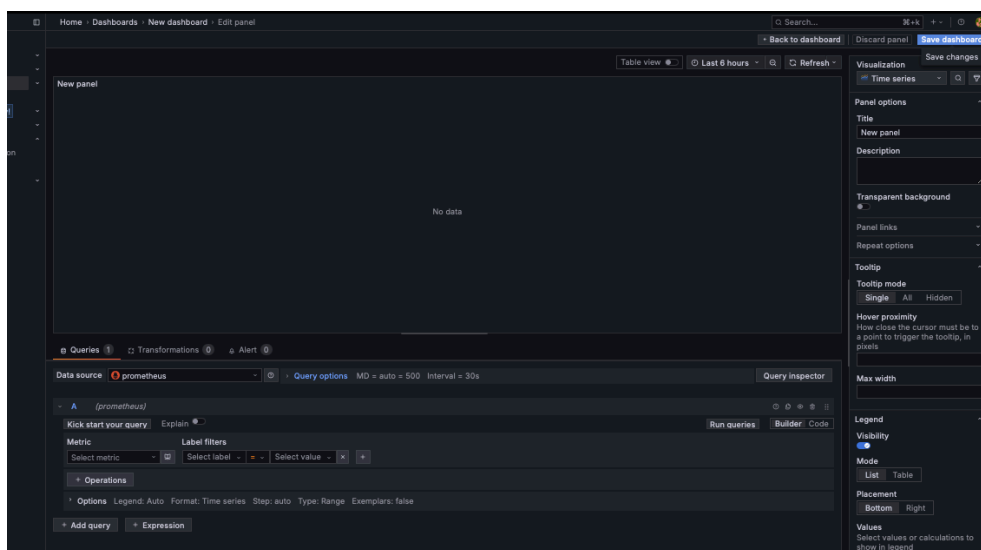 Home › Dashboards › New dashboard › Edit panel
Search... ⌘+k
Back to dashboard Discard panel Save dashboard
Save changes
Table view Last 6 hours Refresh
New panel
No data
Queries 1 Transformations 0 Alert 0
Data source prometheus Query options MD = auto = 500 Interval = 30s Query inspector
A (prometheus)
Kick start your query Explain Run queries Builder Code
Metric Label filters
Select metric Select label = Select value × +
+ Operations
Options Legend: Auto Format: Time series Step: auto Type: Range Exemplars: false
+ Add query + Expression
on
Visualization
Time series
Panel options
Title
New panel
Description
Transparent background
Panel links
Repeat options
Tooltip
Tooltip mode
Single All Hidden
Hover proximity
How close the cursor must be to
a point to trigger the tooltip, in
pixels
Max width
Legend
Visibility
Mode
List Table
Placement
Bottom Right
Values
Select values or calculations to
show in legend